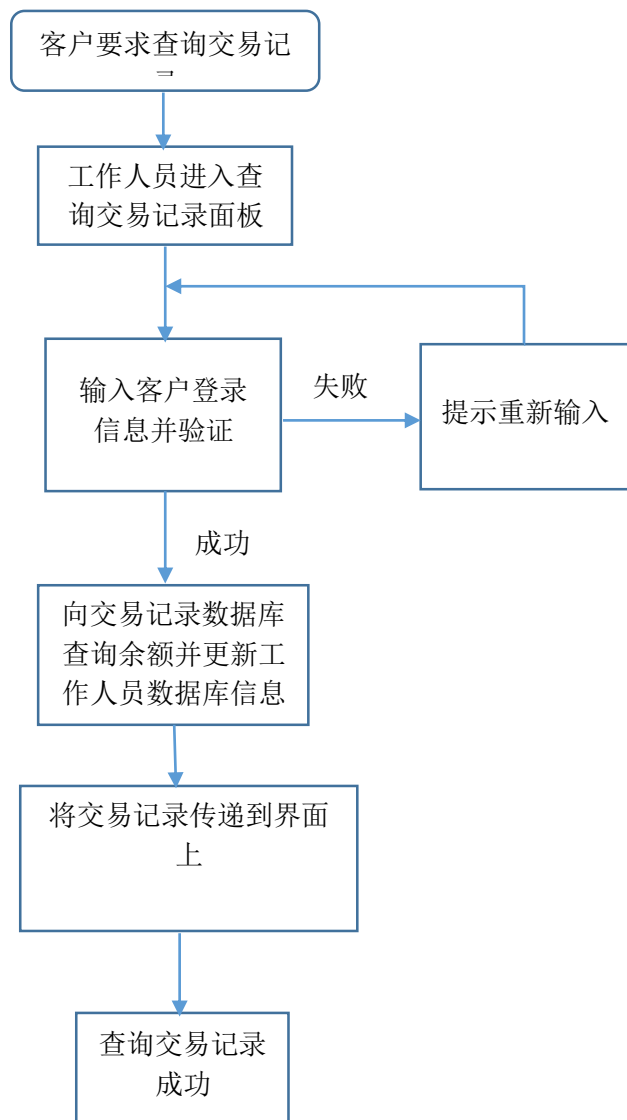 客户要求查询交易记
工作人员进入查
询交易记录面板
输入客户登录
信息并验证
失败
提示重新输入
成功
向交易记录数据库
查询余额并更新工
作人员数据库信息
将交易记录传递到界面
上
查询交易记录
成功